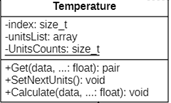 Temperature
-index: size_t
-unitsList: array
-UnitsCounts: size_t
+Get(data, ...: float): pair
+SetNextUnits(): void
+Calculate(data, ...: float): void